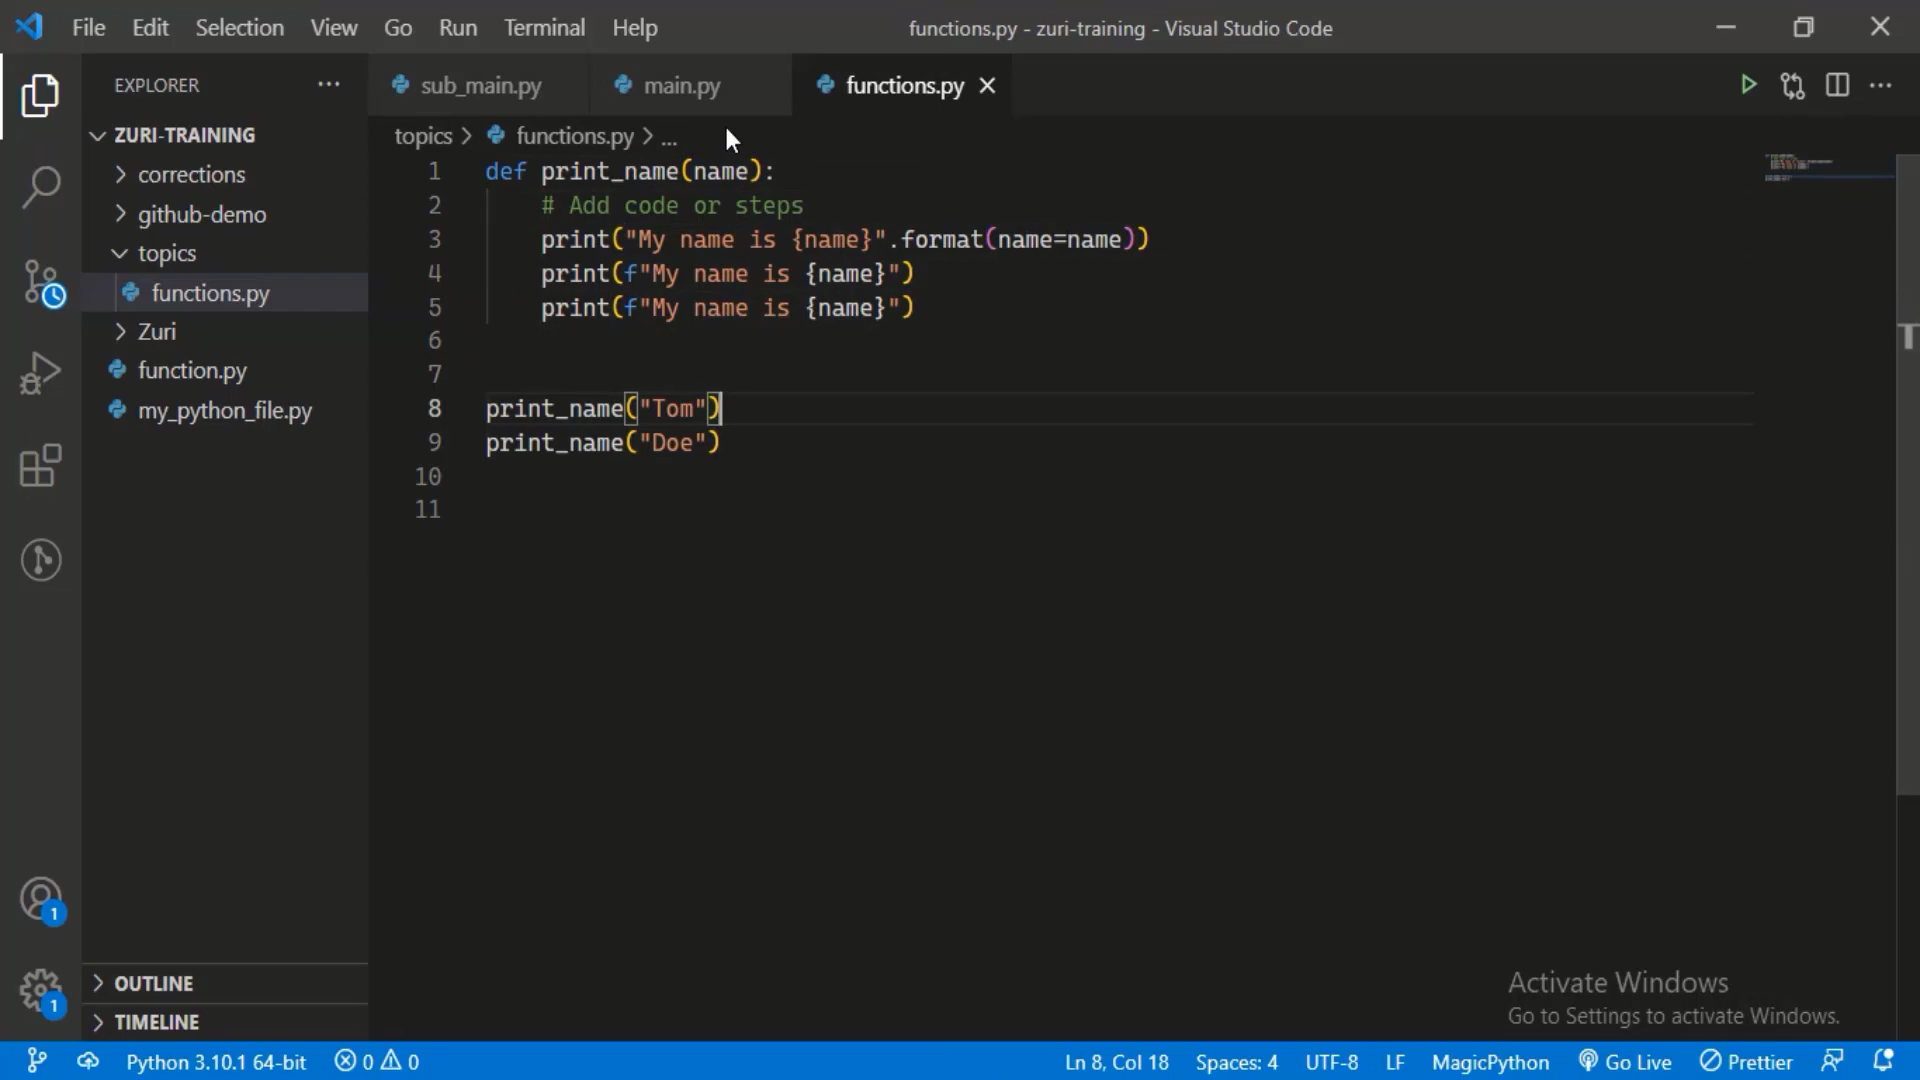 File Edit Selection View Go Run Terminal Help functions.py - zuri-training - Visual Studio Code
EXPLORER ...
sub_main.py main.py functions.py
ZURI-TRAINING
corrections
github-demo
topics
functions.py
Zuri
function.py
my_python_file.py
topics > functions.py > ...
1 def print_name(name):
2 # Add code or steps
3 print("My name is {name}".format(name=name))
4 print(f"My name is {name}")
5 print(f"My name is {name}")
6
7
8 print_name("Tom")
9 print_name("Doe")
10
11
1
1
OUTLINE
TIMELINE
Activate Windows
Go to Settings to activate Windows.
Python 3.10.1 64-bit 0 0 Ln 8, Col 18 Spaces: 4 UTF-8 LF MagicPython Go Live Prettier